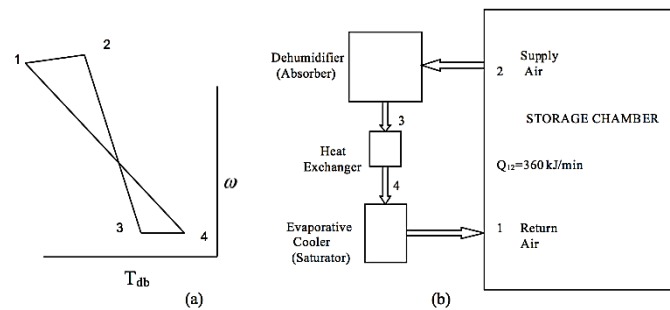 1
2
3
4
ω
T_db
(a)
Dehumidifier
(Absorber)
3
Heat
Exchanger
4
Evaporative
Cooler
(Saturator)
2 Supply
Air
STORAGE CHAMBER
Q₁₂=360 kJ/min
1 Return
Air
(b)